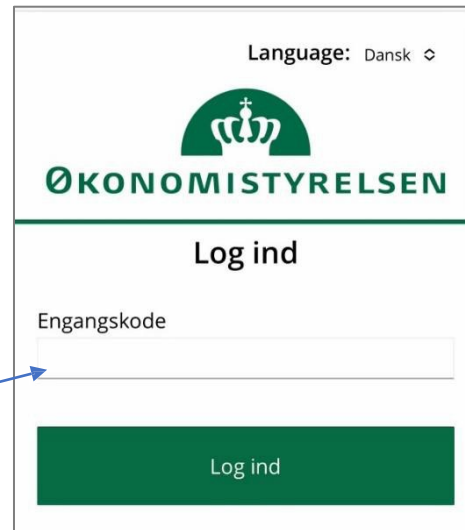 Language: Dansk
ØKONOMISTYRELSEN
Log ind
Engangskode
Log ind